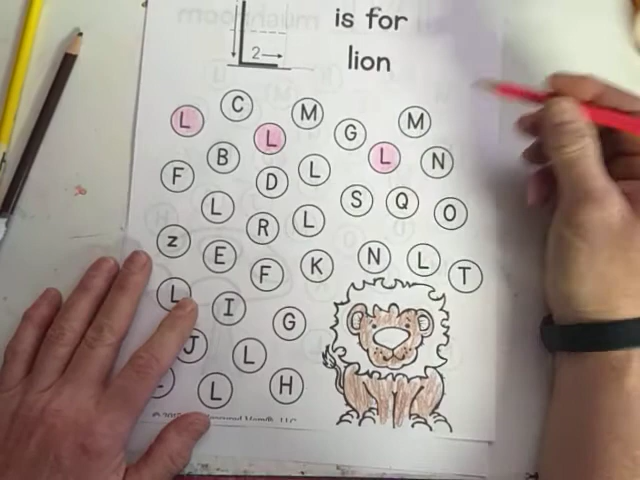 L 2 is for
lion
L C M M
L G L N
F B D L
L S Q O
z R L
E F K N L T
L I G
J L
L H